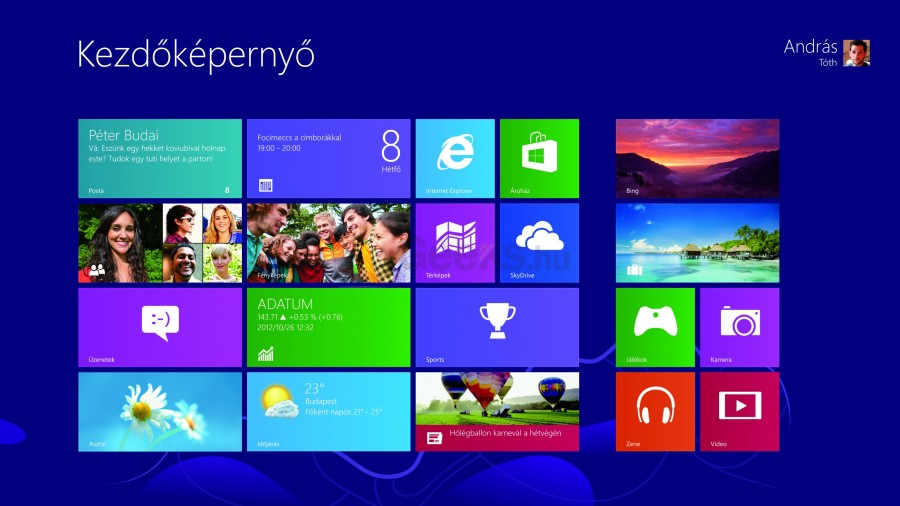 Kezdőképernyő
András
Tóth
Péter Budai
Vá: Eszünk egy hekket koviubival holnap
este? Tudok egy tuti helyet a parton!
Posta
8
Focimeccs a cimborákkal
19:00 - 20:00
8
Hétfő
Internet Explorer
Áruház
Bing
Fényképek
Térképek
SkyDrive
GEEKS.hu
Üzenetek
ADATUM
143.71 ▲ +0.53 % (+0.76)
2012/10/26 12:32
Sports
Játékok
Kamera
Asztal
23°
Budapest
Főként napos 21° - 25°
Időjárás
Hőlégballon karnevál a hétvégén
Zene
Video